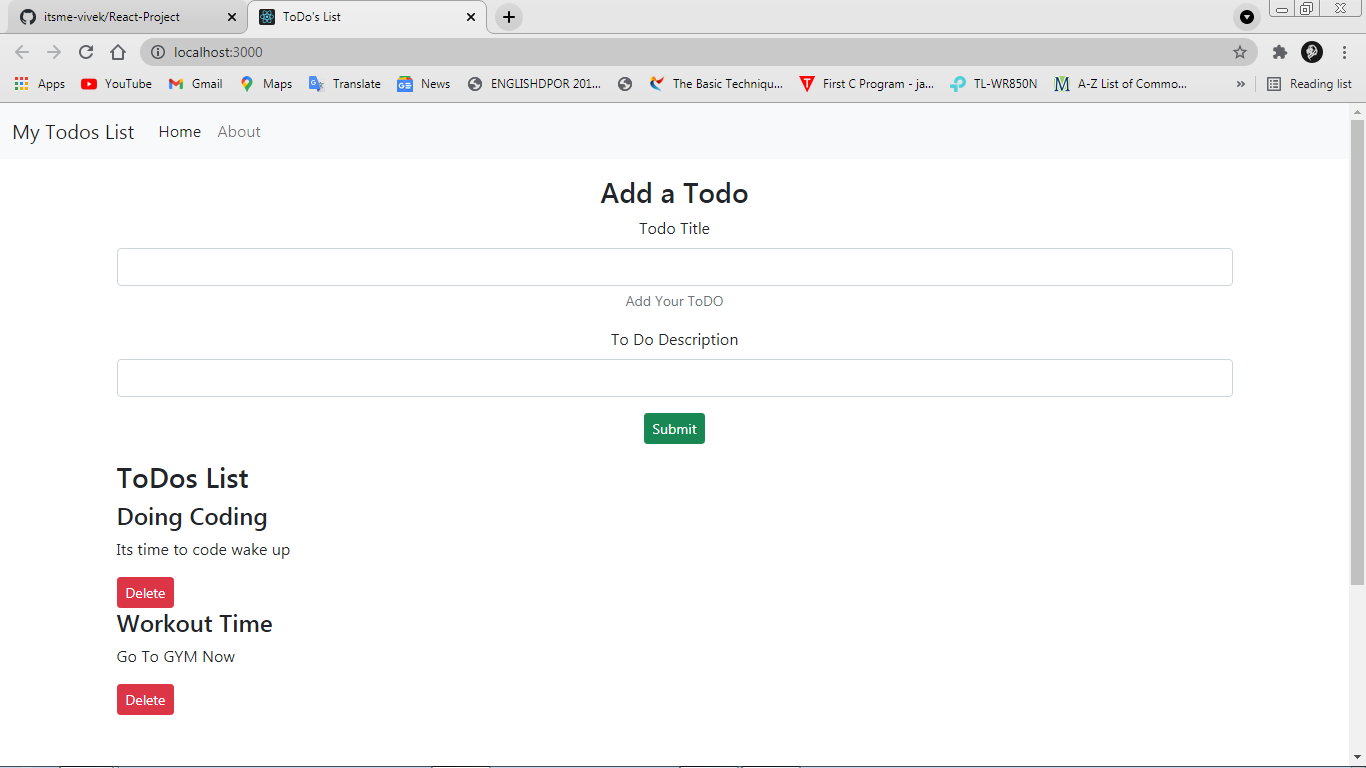 itsme-vivek/React-Project ToDo's List
localhost:3000
Apps YouTube Gmail Maps Translate News ENGLISHDPOR 201... The Basic Techniqu... First C Program - ja... TL-WR850N A-Z List of Commo... » Reading list
My Todos List Home About
Add a Todo
Todo Title
Add Your ToDO
To Do Description
Submit
ToDos List
Doing Coding
Its time to code wake up
Delete
Workout Time
Go To GYM Now
Delete